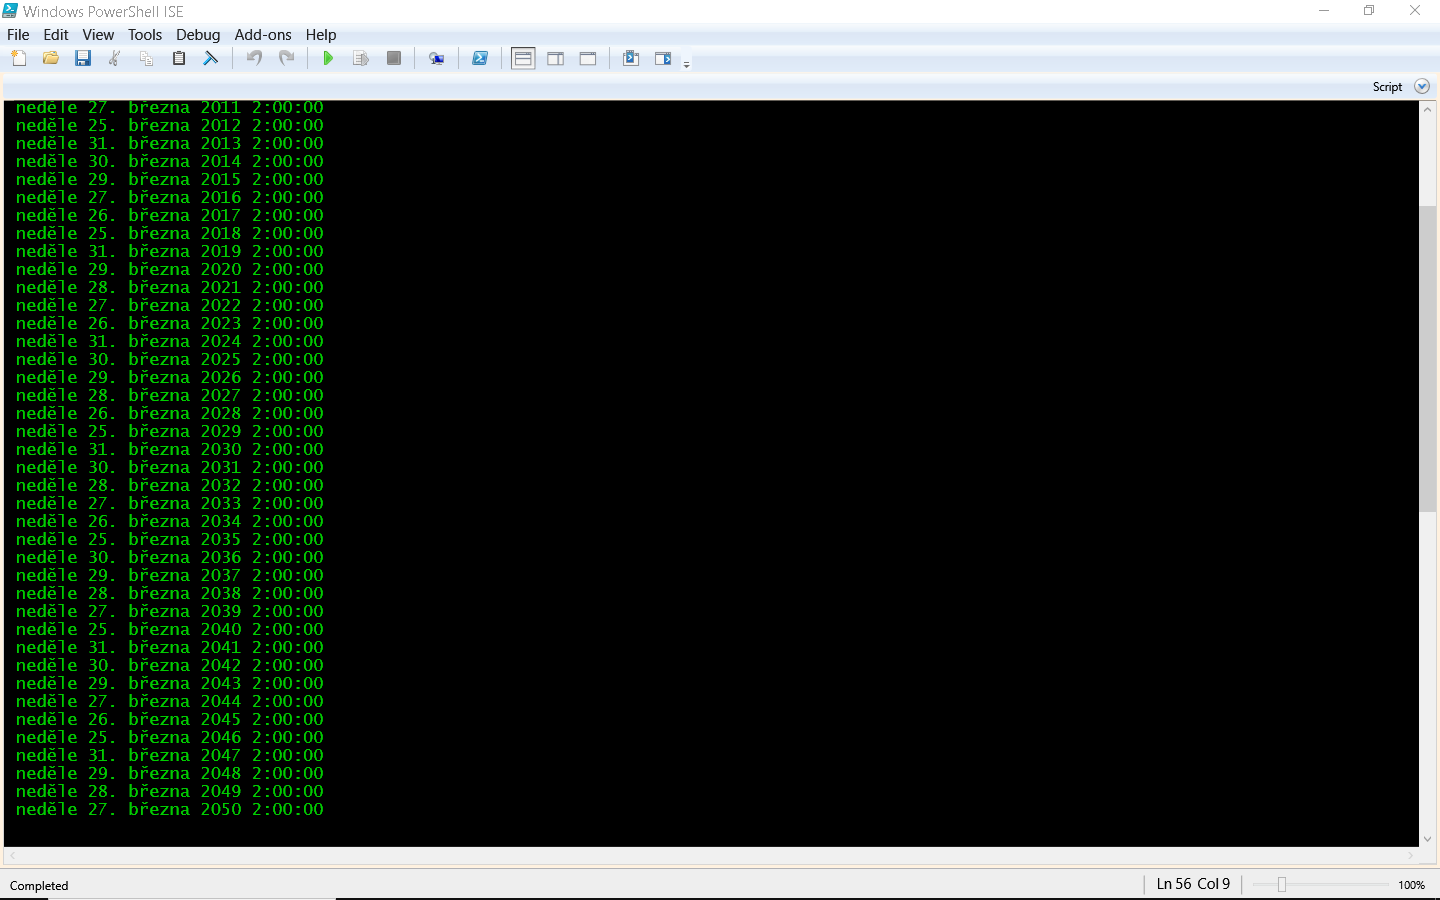 Windows PowerShell ISE
File Edit View Tools Debug Add-ons Help
Script
neděle 27. března 2011 2:00:00
neděle 25. března 2012 2:00:00
neděle 31. března 2013 2:00:00
neděle 30. března 2014 2:00:00
neděle 29. března 2015 2:00:00
neděle 27. března 2016 2:00:00
neděle 26. března 2017 2:00:00
neděle 25. března 2018 2:00:00
neděle 31. března 2019 2:00:00
neděle 29. března 2020 2:00:00
neděle 28. března 2021 2:00:00
neděle 27. března 2022 2:00:00
neděle 26. března 2023 2:00:00
neděle 31. března 2024 2:00:00
neděle 30. března 2025 2:00:00
neděle 29. března 2026 2:00:00
neděle 28. března 2027 2:00:00
neděle 26. března 2028 2:00:00
neděle 25. března 2029 2:00:00
neděle 31. března 2030 2:00:00
neděle 30. března 2031 2:00:00
neděle 28. března 2032 2:00:00
neděle 27. března 2033 2:00:00
neděle 26. března 2034 2:00:00
neděle 25. března 2035 2:00:00
neděle 30. března 2036 2:00:00
neděle 29. března 2037 2:00:00
neděle 28. března 2038 2:00:00
neděle 27. března 2039 2:00:00
neděle 25. března 2040 2:00:00
neděle 31. března 2041 2:00:00
neděle 30. března 2042 2:00:00
neděle 29. března 2043 2:00:00
neděle 27. března 2044 2:00:00
neděle 26. března 2045 2:00:00
neděle 25. března 2046 2:00:00
neděle 31. března 2047 2:00:00
neděle 29. března 2048 2:00:00
neděle 28. března 2049 2:00:00
neděle 27. března 2050 2:00:00
Completed Ln 56 Col 9 100%